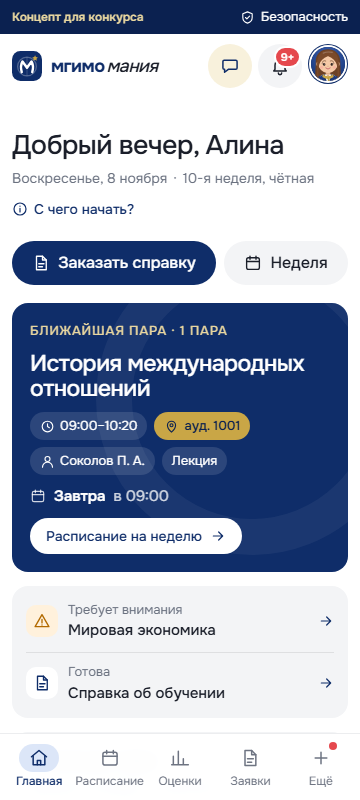 Концепт для конкурса
Безопасность
МГИМО МАНИЯ
9+
Добрый вечер, Алина
Воскресенье, 8 ноября · 10-я неделя, чётная
С чего начать?
Заказать справку
Неделя
БЛИЖАЙШАЯ ПАРА · 1 ПАРА
История международных
отношений
09:00–10:20
ауд. 1001
Соколов П. А.
Лекция
Завтра в 09:00
Расписание на неделю
Требует внимания
Мировая экономика
Готова
Справка об обучении
Главная
Расписание
Оценки
Заявки
Ещё